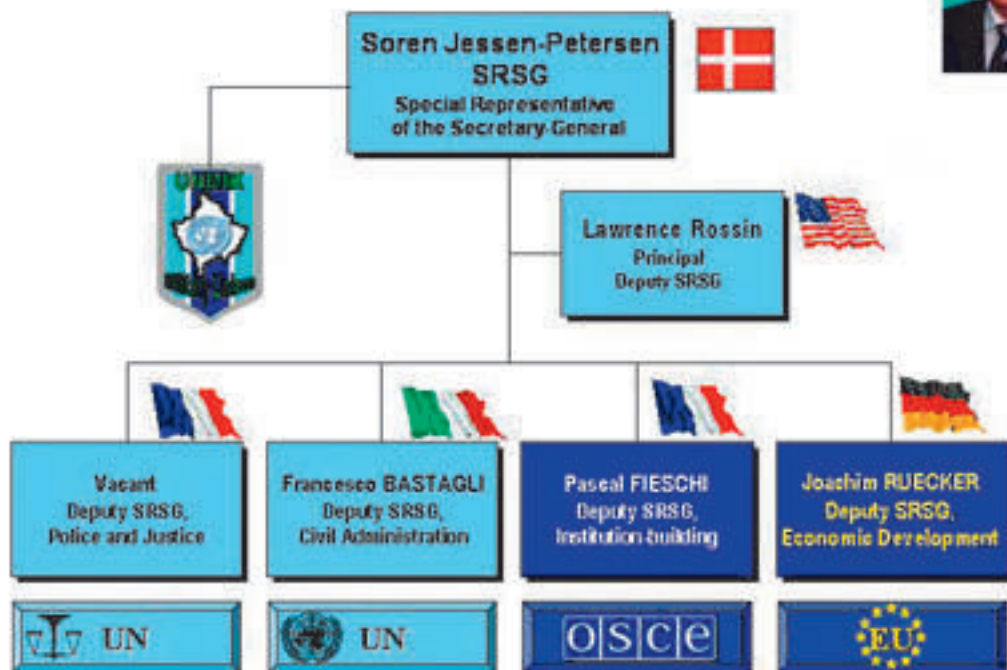 Soren Jessen-Petersen
SRSG
Special Representative
of the Secretary-General
Lawrence Rossin
Principal
Deputy SRSG
Vacant
Deputy SRSG,
Police and Justice
Francesco BASTAGLI
Deputy SRSG,
Civil Administration
Pascal FIESCHI
Deputy SRSG,
Institution-building
Joachim RUECKER
Deputy SRSG,
Economic Development
UN
UN
OSCE
EU